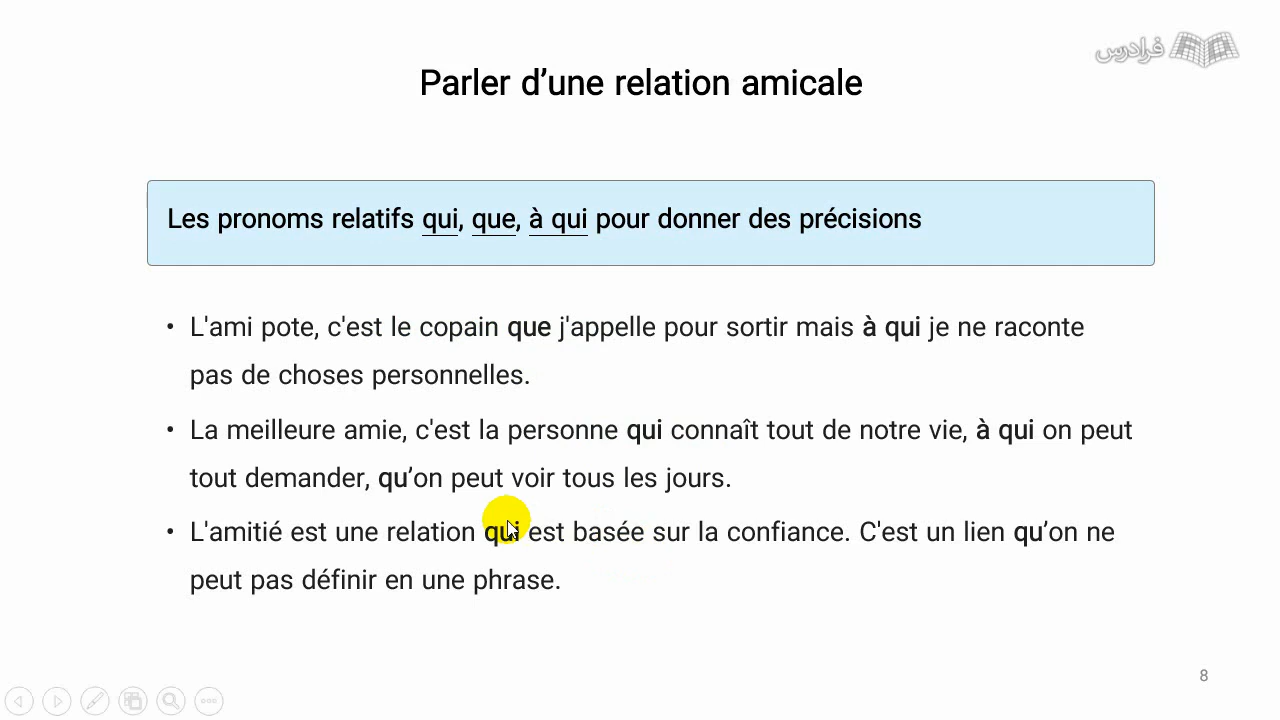 فرادرس
Parler d’une relation amicale
Les pronoms relatifs qui, que, à qui pour donner des précisions
• L'ami pote, c'est le copain que j'appelle pour sortir mais à qui je ne raconte
pas de choses personnelles.
• La meilleure amie, c'est la personne qui connaît tout de notre vie, à qui on peut
tout demander, qu’on peut voir tous les jours.
• L'amitié est une relation qui est basée sur la confiance. C'est un lien qu’on ne
peut pas définir en une phrase.
8